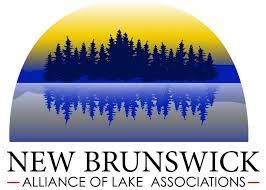 NEW BRUNSWICK
- ALLIANCE OF LAKE ASSOCIATIONS -